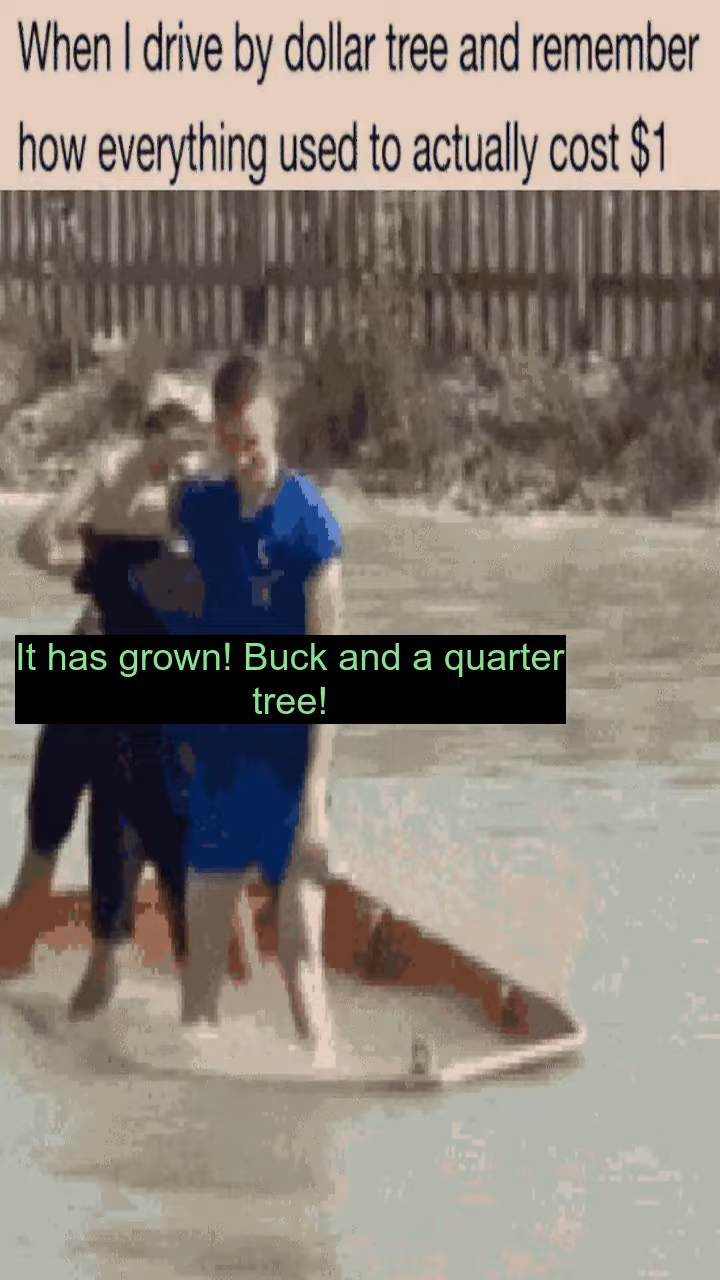 When I drive by dollar tree and remember
how everything used to actually cost $1
It has grown! Buck and a quarter
tree!